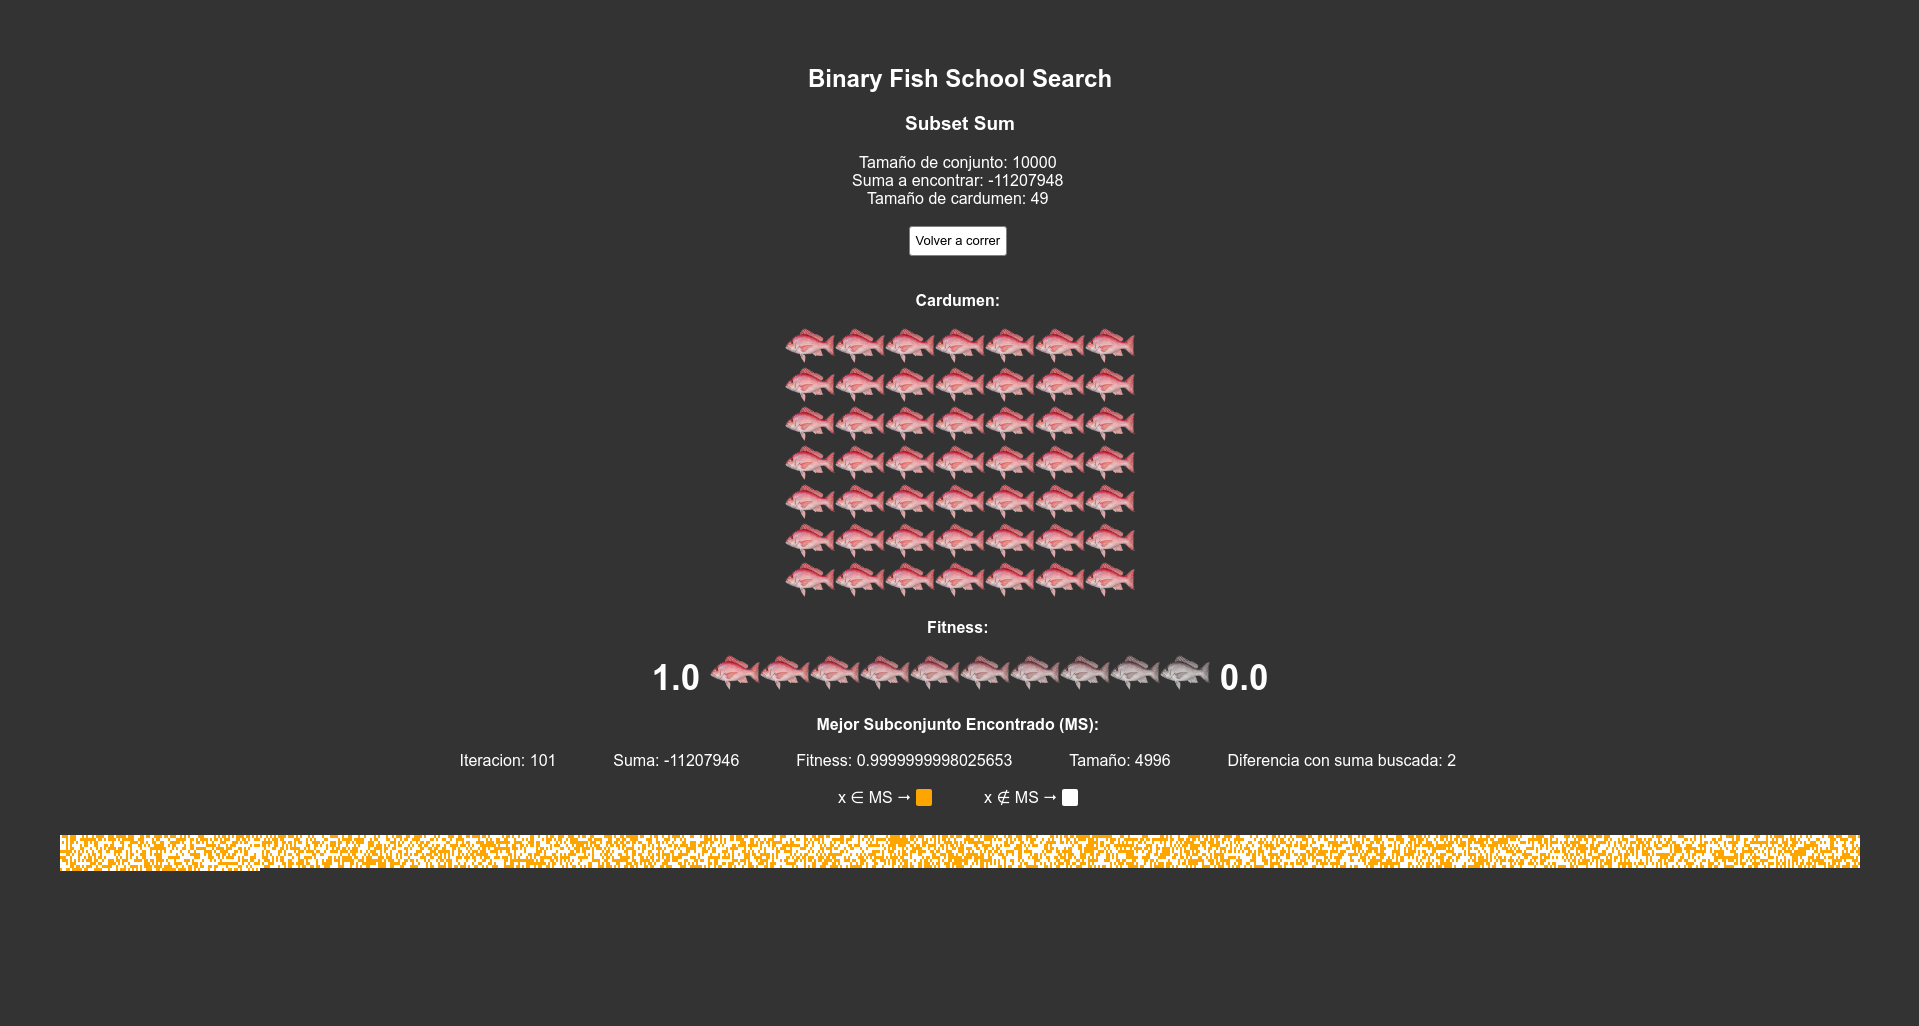 Binary Fish School Search
Subset Sum
Tamaño de conjunto: 10000
Suma a encontrar: -11207948
Tamaño de cardumen: 49
Volver a correr
Cardumen:
Fitness:
1.0 0.0
Mejor Subconjunto Encontrado (MS):
Iteracion: 101 Suma: -11207946 Fitness: 0.9999999998025653 Tamaño: 4996 Diferencia con suma buscada: 2
x ∈ MS → x ∉ MS →